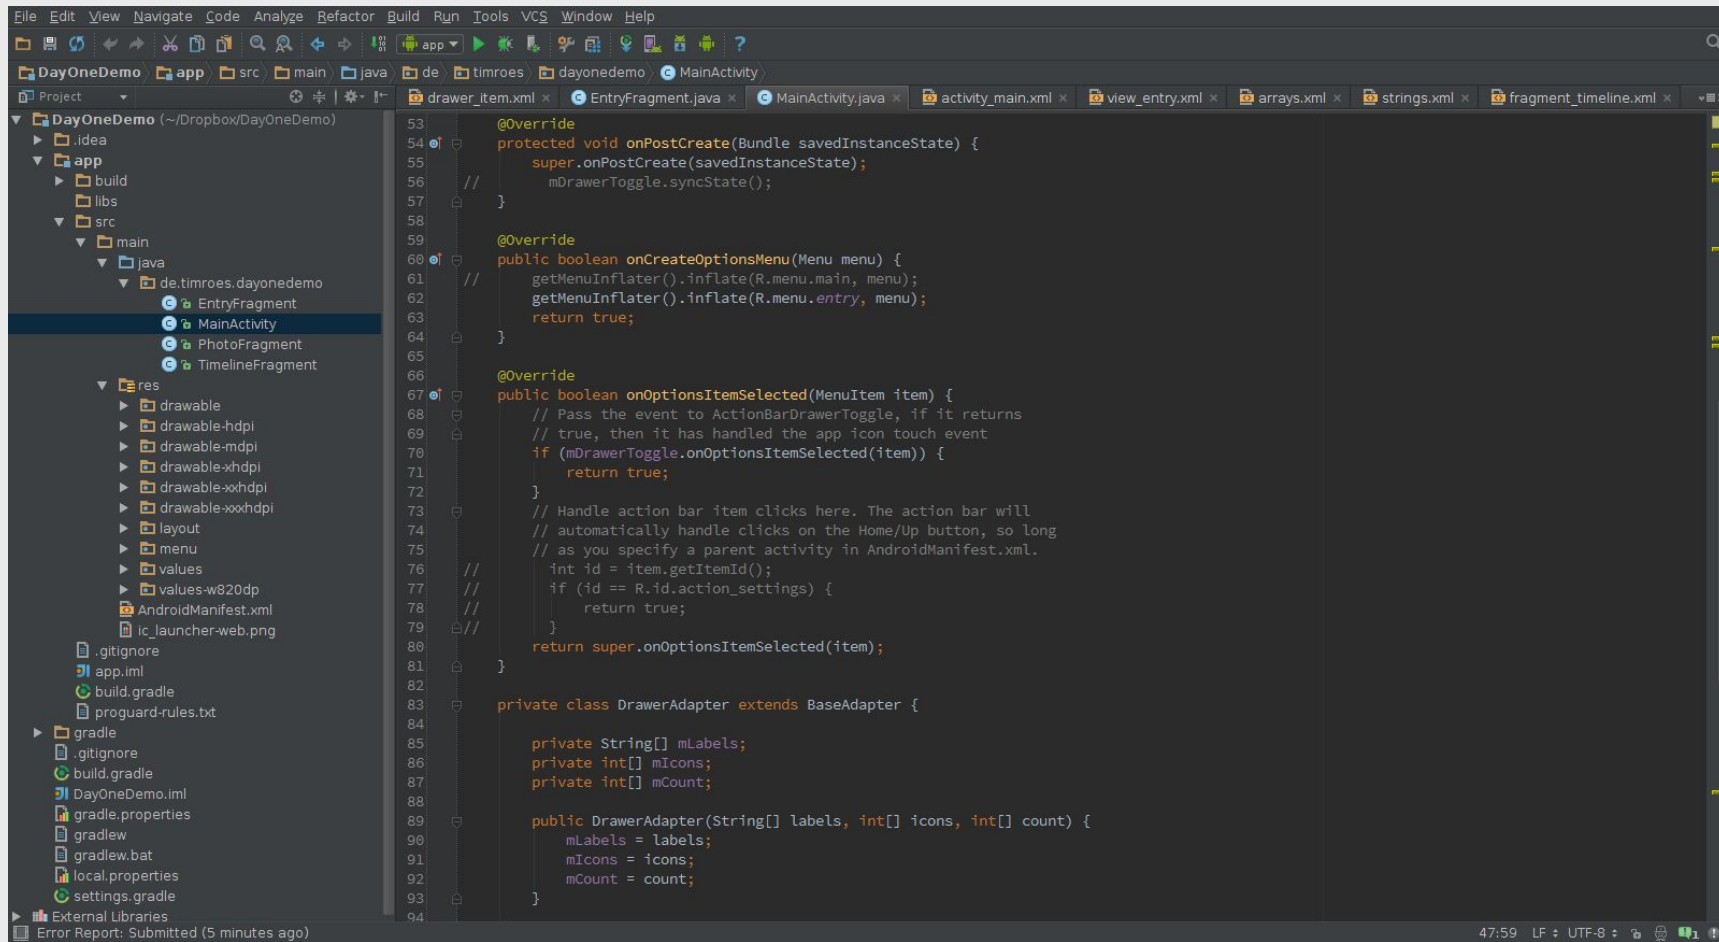 File Edit View Navigate Code Analyze Refactor Build Run Tools VCS Window Help
app
DayOneDemo app src main java de timroes dayonedemo MainActivity
Project
drawer_item.xml EntryFragment.java MainActivity.java activity_main.xml view_entry.xml arrays.xml strings.xml fragment_timeline.xml
DayOneDemo (~/Dropbox/DayOneDemo)
.idea
app
build
libs
src
main
java
de.timroes.dayonedemo
EntryFragment
MainActivity
PhotoFragment
TimelineFragment
res
drawable
drawable-hdpi
drawable-mdpi
drawable-xhdpi
drawable-xxhdpi
drawable-xxxhdpi
layout
menu
values
values-w820dp
AndroidManifest.xml
ic_launcher-web.png
.gitignore
app.iml
build.gradle
proguard-rules.txt
gradle
.gitignore
build.gradle
DayOneDemo.iml
gradle.properties
gradlew
gradlew.bat
local.properties
settings.gradle
External Libraries
53 @Override
54 protected void onPostCreate(Bundle savedInstanceState) {
55 super.onPostCreate(savedInstanceState);
56 // mDrawerToggle.syncState();
57 }
58
59 @Override
60 public boolean onCreateOptionsMenu(Menu menu) {
61 // getMenuInflater().inflate(R.menu.main, menu);
62 getMenuInflater().inflate(R.menu.entry, menu);
63 return true;
64 }
65
66 @Override
67 public boolean onOptionsItemSelected(MenuItem item) {
68 // Pass the event to ActionBarDrawerToggle, if it returns
69 // true, then it has handled the app icon touch event
70 if (mDrawerToggle.onOptionsItemSelected(item)) {
71 return true;
72 }
73 // Handle action bar item clicks here. The action bar will
74 // automatically handle clicks on the Home/Up button, so long
75 // as you specify a parent activity in AndroidManifest.xml.
76 // int id = item.getItemId();
77 // if (id == R.id.action_settings) {
78 // return true;
79 // }
80 return super.onOptionsItemSelected(item);
81 }
82
83 private class DrawerAdapter extends BaseAdapter {
84
85 private String[] mLabels;
86 private int[] mIcons;
87 private int[] mCount;
88
89 public DrawerAdapter(String[] labels, int[] icons, int[] count) {
90 mLabels = labels;
91 mIcons = icons;
92 mCount = count;
93 }
94
Error Report: Submitted (5 minutes ago) 47:59 LF UTF-8 1